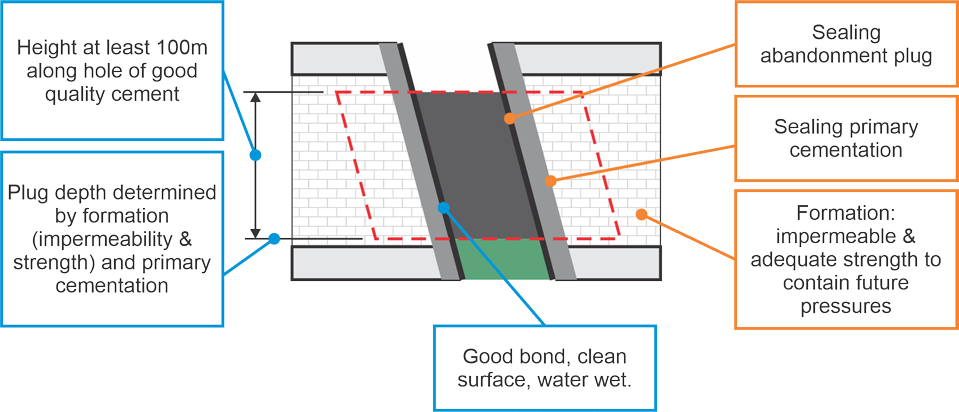 Height at least 100m
along hole of good
quality cement
Plug depth determined
by formation
(impermeability &
strength) and primary
cementation
Good bond, clean
surface, water wet.
Sealing
abandonment plug
Sealing primary
cementation
Formation:
impermeable &
adequate strength to
contain future
pressures